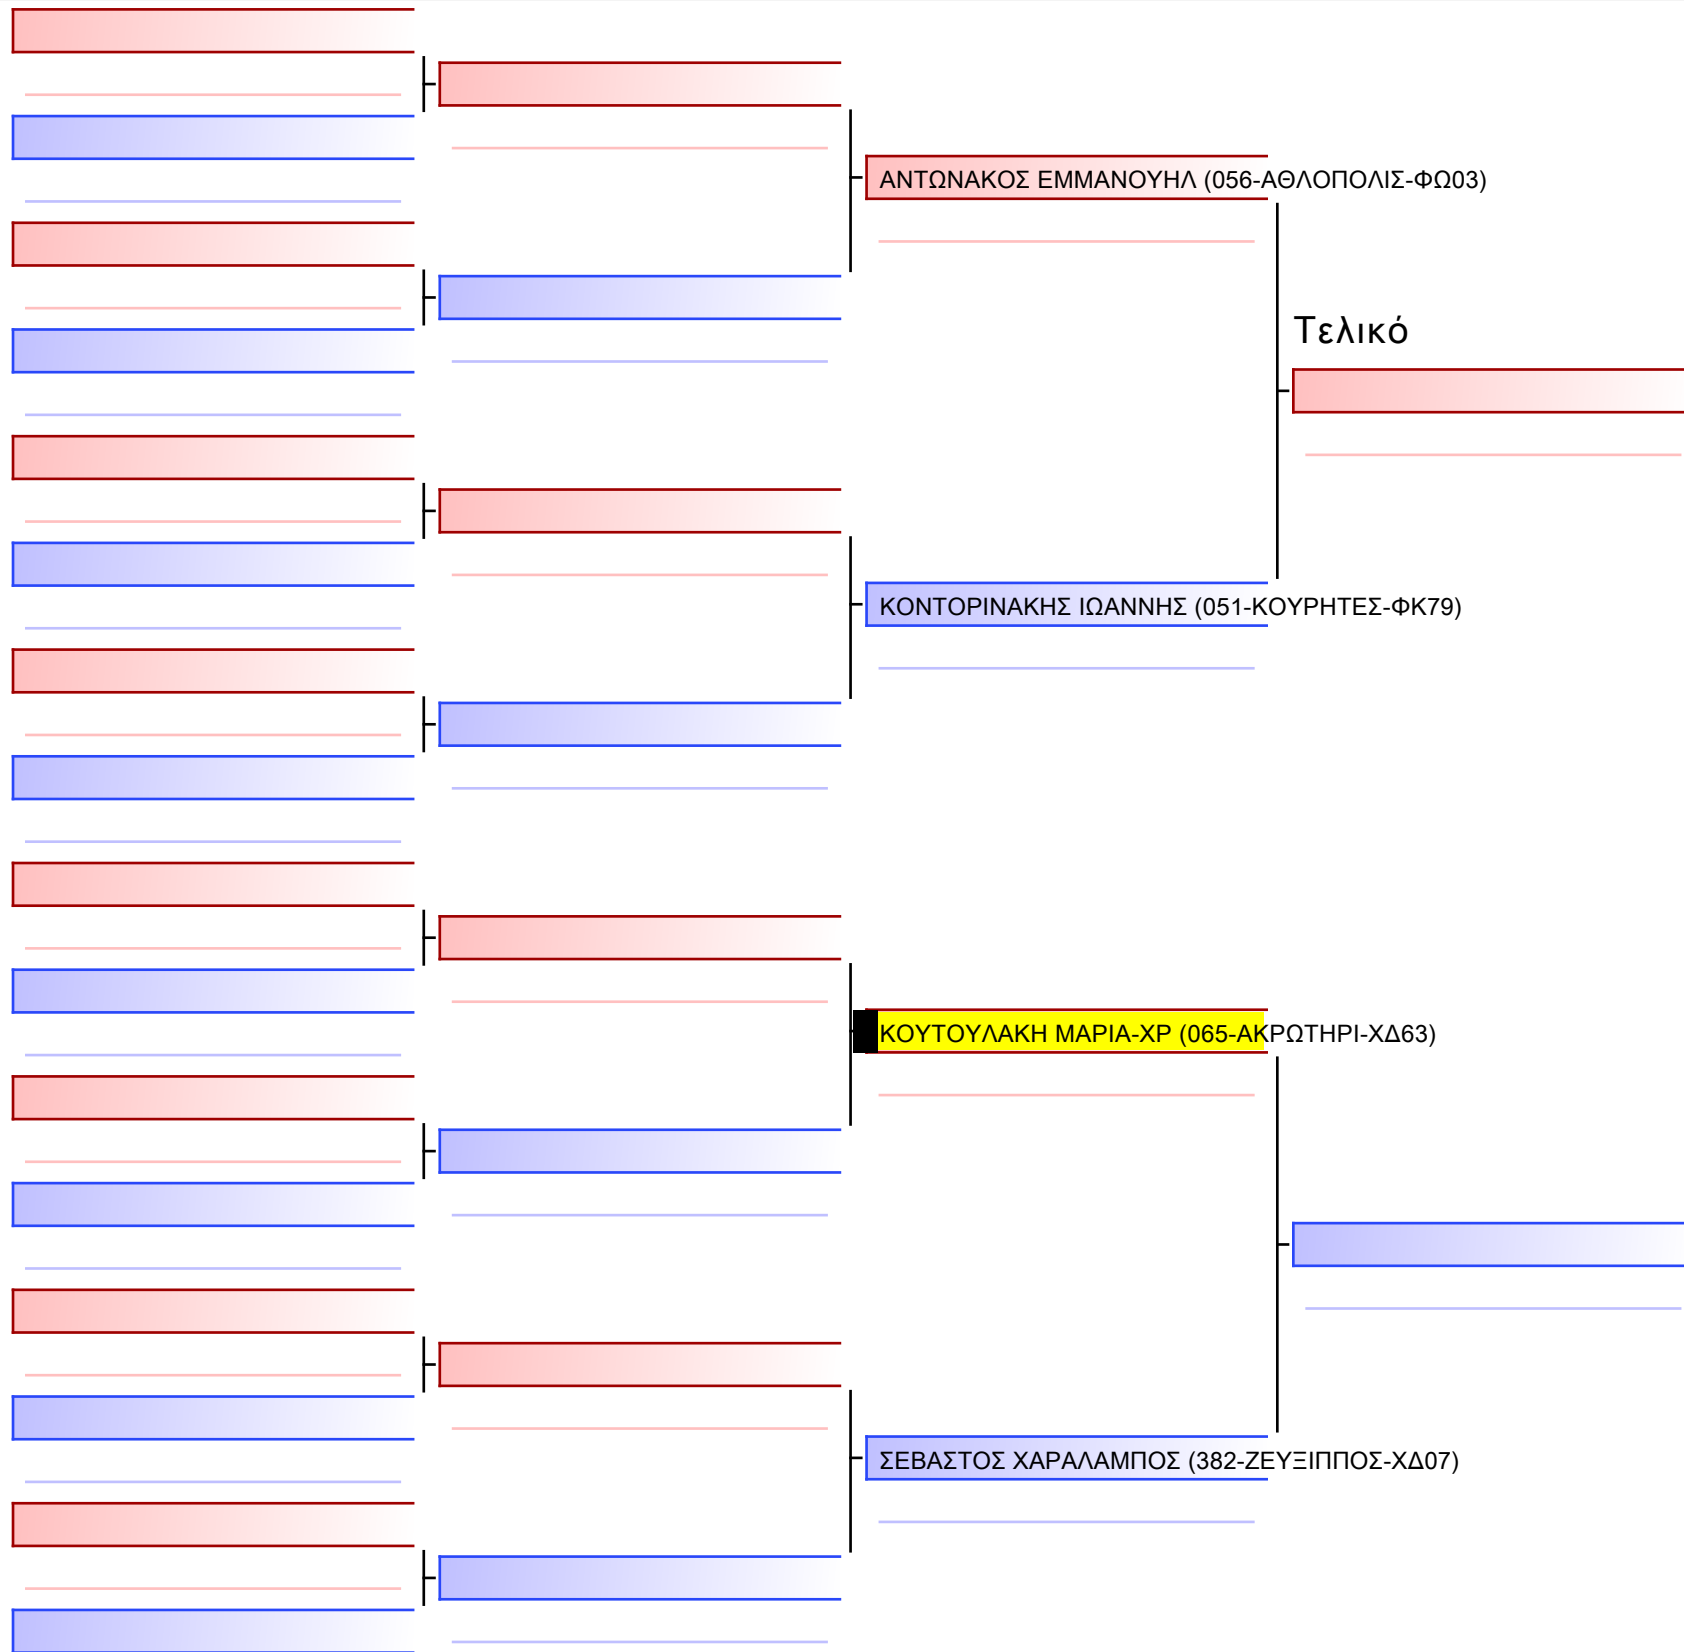 ΑΝΤΩΝΑΚΟΣ ΕΜΜΑΝΟΥΗΛ (056-ΑΘΛΟΠΟΛΙΣ-ΦΩ03)
Τελικό
ΚΟΝΤΟΡΙΝΑΚΗΣ ΙΩΑΝΝΗΣ (051-ΚΟΥΡΗΤΕΣ-ΦΚ79)
ΚΟΥΤΟΥΛΑΚΗ ΜΑΡΙΑ-ΧΡ (065-ΑΚΡΩΤΗΡΙ-ΧΔ63)
ΣΕΒΑΣΤΟΣ ΧΑΡΑΛΑΜΠΟΣ (382-ΖΕΥΞΙΠΠΟΣ-ΧΔ07)